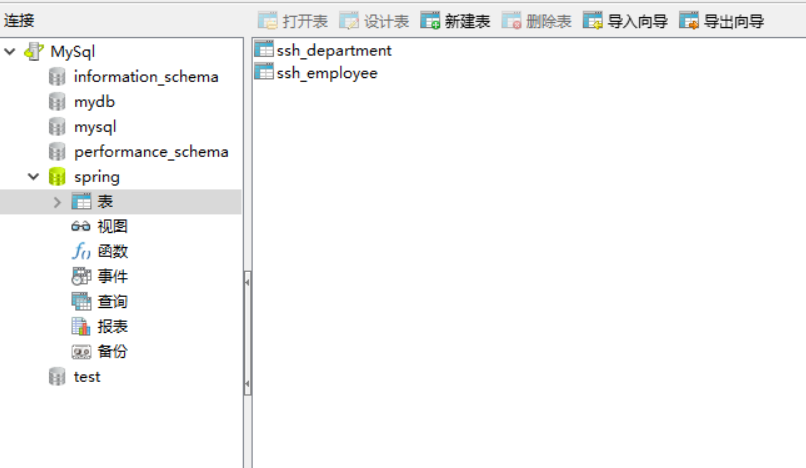 连接
打开表 设计表 新建表 删除表 导入向导 导出向导
MySql
information_schema
mydb
mysql
performance_schema
spring
表
视图
函数
事件
查询
报表
备份
test
ssh_department
ssh_employee